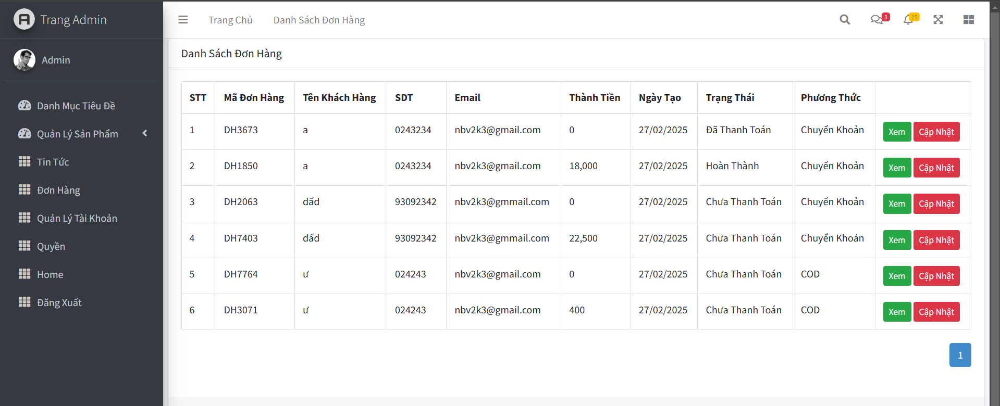 Trang Admin
Trang Chủ Danh Sách Đơn Hàng 3 15
Admin
Danh Mục Tiêu Đề
Quản Lý Sản Phẩm
Tin Tức
Đơn Hàng
Quản Lý Tài Khoản
Quyền
Home
Đăng Xuất
Danh Sách Đơn Hàng
STT Mã Đơn Hàng Tên Khách Hàng SDT Email Thành Tiền Ngày Tạo Trạng Thái Phương Thức
1 DH3673 a 0243234 nbv2k3@gmail.com 0 27/02/2025 Đã Thanh Toán Chuyển Khoản Xem Cập Nhật
2 DH1850 a 0243234 nbv2k3@gmail.com 18,000 27/02/2025 Hoàn Thành Chuyển Khoản Xem Cập Nhật
3 DH2063 dấd 93092342 nbv2k3@gmmail.com 0 27/02/2025 Chưa Thanh Toán Chuyển Khoản Xem Cập Nhật
4 DH7403 dấd 93092342 nbv2k3@gmmail.com 22,500 27/02/2025 Chưa Thanh Toán Chuyển Khoản Xem Cập Nhật
5 DH7764 ư 024243 nbv2k3@gmail.com 0 27/02/2025 Chưa Thanh Toán COD Xem Cập Nhật
6 DH3071 ư 024243 nbv2k3@gmail.com 400 27/02/2025 Chưa Thanh Toán COD Xem Cập Nhật
1